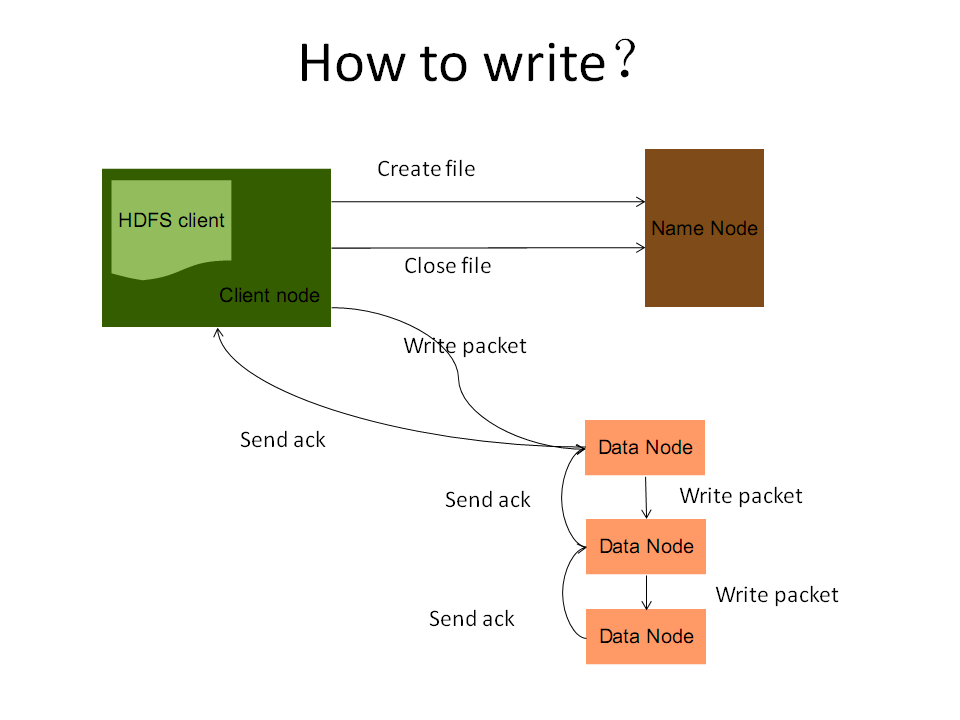 How to write？
Create file
HDFS client
Name Node
Close file
Client node
Write packet
Send ack
Data Node
Send ack
Write packet
Data Node
Write packet
Send ack
Data Node